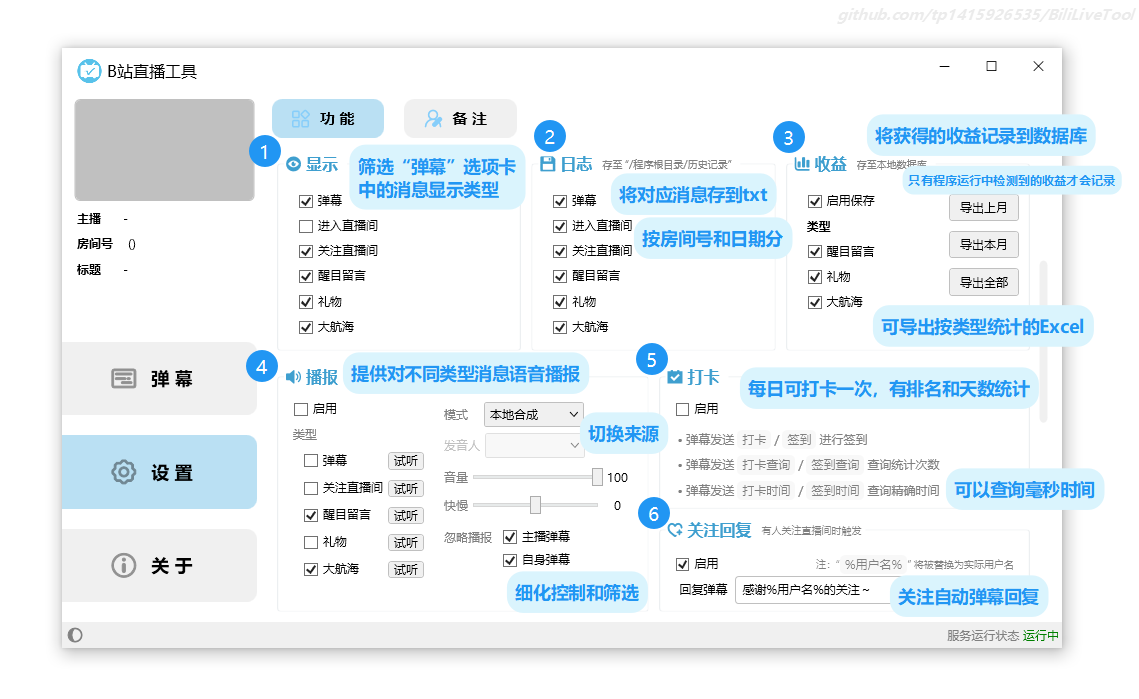 github.com/tp1415926535/BiliLiveTool
B站直播工具
主播 -
房间号 ()
标题 -
弹幕
设置
关于
功能
备注
1
显示
筛选“弹幕”选项卡
中的消息显示类型
弹幕
进入直播间
关注直播间
醒目留言
礼物
大航海
2
日志 存至“/程序根目录/历史记录”
将对应消息存到txt
弹幕
进入直播间
按房间号和日期分
关注直播间
醒目留言
礼物
大航海
3
将获得的收益记录到数据库
收益 存至本地数据库
只有程序运行中检测到的收益才会记录
启用保存
导出上月
类型
导出本月
醒目留言
礼物
导出全部
大航海
可导出按类型统计的Excel
4
播报
提供对不同类型消息语音播报
启用
类型
弹幕 试听
关注直播间 试听
醒目留言 试听
礼物 试听
大航海 试听
模式 本地合成
切换来源
发音人
音量 100
快慢 0
忽略播报 主播弹幕
自身弹幕
细化控制和筛选
5
打卡
每日可打卡一次，有排名和天数统计
启用
• 弹幕发送 打卡 / 签到 进行签到
• 弹幕发送 打卡查询 / 签到查询 查询统计次数
• 弹幕发送 打卡时间 / 签到时间 查询精确时间
可以查询毫秒时间
6
关注回复 有人关注直播间时触发
启用
注：“ %用户名% ”将被替换为实际用户名
回复弹幕 感谢%用户名%的关注~
关注自动弹幕回复
服务运行状态 运行中